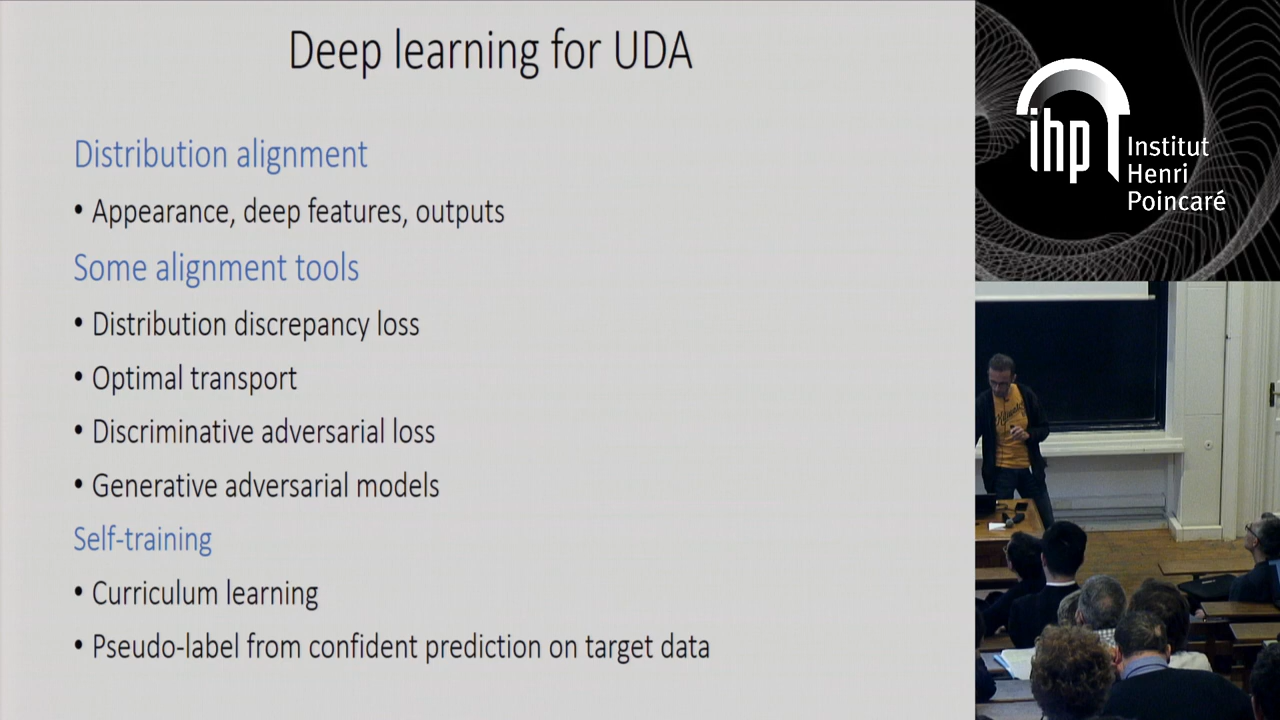 Deep learning for UDA
Distribution alignment
• Appearance, deep features, outputs
Some alignment tools
• Distribution discrepancy loss
• Optimal transport
• Discriminative adversarial loss
• Generative adversarial models
Self-training
• Curriculum learning
• Pseudo-label from confident prediction on target data
ihp
Institut
Henri
Poincaré